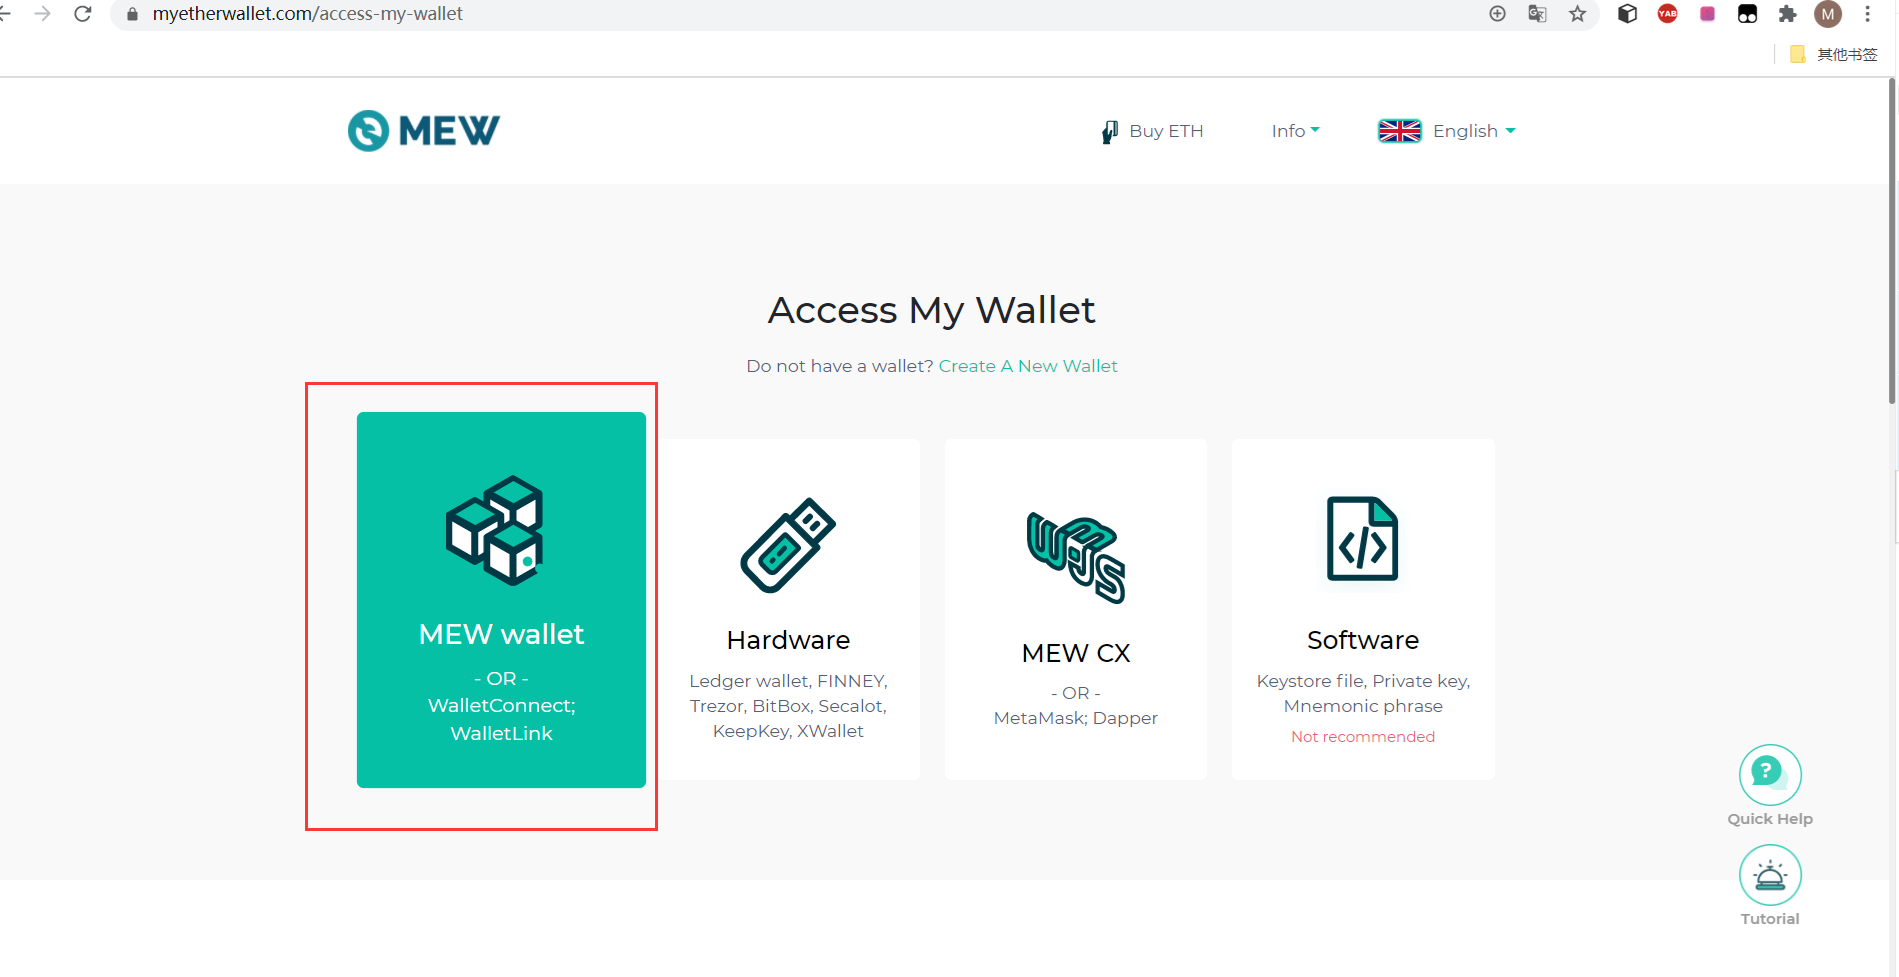 myetherwallet.com/access-my-wallet
YAB
M
其他书签
MEW
Buy ETH
Info
English
Access My Wallet
Do not have a wallet? Create A New Wallet
MEW wallet
- OR -
WalletConnect;
WalletLink
Hardware
Ledger wallet, FINNEY,
Trezor, BitBox, Secalot,
KeepKey, XWallet
MEW CX
- OR -
MetaMask; Dapper
Software
Keystore file, Private key,
Mnemonic phrase
Not recommended
?
Quick Help
Tutorial